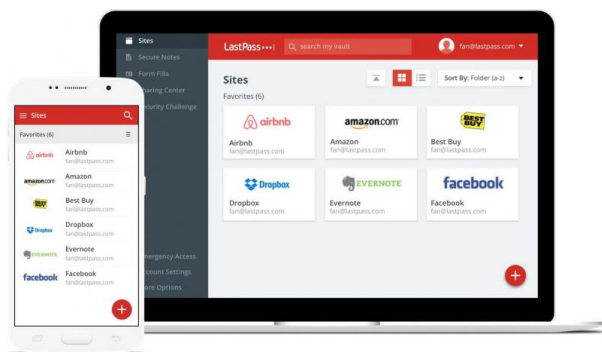 Sites
Favorites (6)
airbnb
Airbnb
fan@lastpass.com
amazon.com
Amazon
fan@lastpass.com
BEST BUY
Best Buy
fan@lastpass.com
Dropbox
Dropbox
fan@lastpass.com
EVERNOTE
Evernote
fan@lastpass.com
facebook
Facebook
fan@lastpass.com
+
Sites
Secure Notes
Form Fills
haring Center
ecurity Challenge
mergency Access
ccount Settings
ore Options
LastPass •••|
search my vault
fan@lastpass.com
Sites
Sort By: Folder (a-z)
Favorites (6)
airbnb
Airbnb
fan@lastpass.com
amazon.com
Amazon
fan@lastpass.com
BEST
BUY
Best Buy
fan@lastpass.com
Dropbox
Dropbox
fan@lastpass.com
EVERNOTE
Evernote
fan@lastpass.com
facebook
Facebook
fan@lastpass.com
+